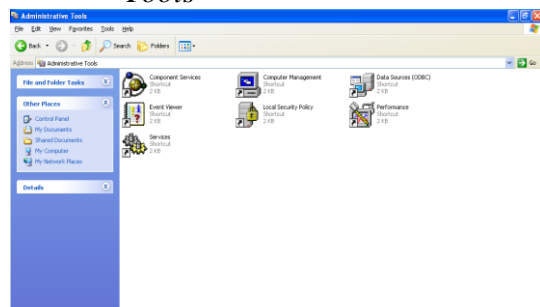 Tools
Administrative Tools
File Edit View Favorites Tools Help
Back Search Folders
Address Administrative Tools Go
File and Folder Tasks
Other Places
Control Panel
My Documents
Shared Documents
My Computer
My Network Places
Details
Component Services
Shortcut
2 KB
Computer Management
Shortcut
2 KB
Data Sources (ODBC)
Shortcut
2 KB
Event Viewer
Shortcut
2 KB
Local Security Policy
Shortcut
2 KB
Performance
Shortcut
2 KB
Services
Shortcut
2 KB